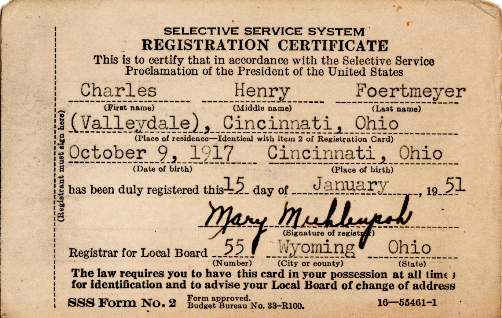 SELECTIVE SERVICE SYSTEM
REGISTRATION CERTIFICATE
This is to certify that in accordance with the Selective Service
Proclamation of the President of the United States
Charles Henry Foertmeyer
(First name) (Middle name) (Last name)
(Valleydale), Cincinnati, Ohio
(Place of residence—Identical with item 2 of Registration Card)
October 9, 1917 Cincinnati, Ohio
(Date of birth) (Place of birth)
has been duly registered this 15 day of January, 1951
Mary
(Signature of registrar)
Registrar for Local Board 55 Wyoming Ohio
(Number) (City or county) (State)
The law requires you to have this card in your possession at all times
for identification and to advise your Local Board of change of address
SSS Form No. 2 Form approved. 16—55461-1
Budget Bureau No. 33-R100.
(Registrant must sign here)